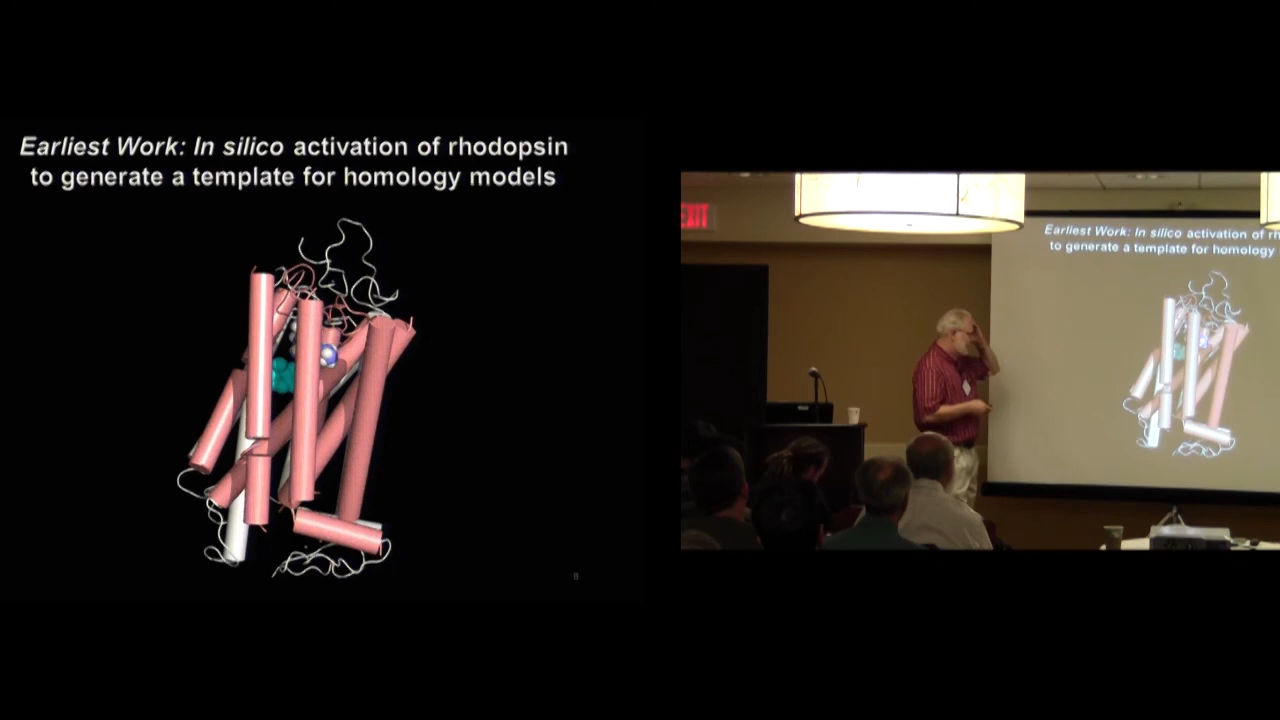 Earliest Work: In silico activation of rhodopsin
to generate a template for homology models
8
EXIT
Earliest Work: In silico activation of rh
to generate a template for homology